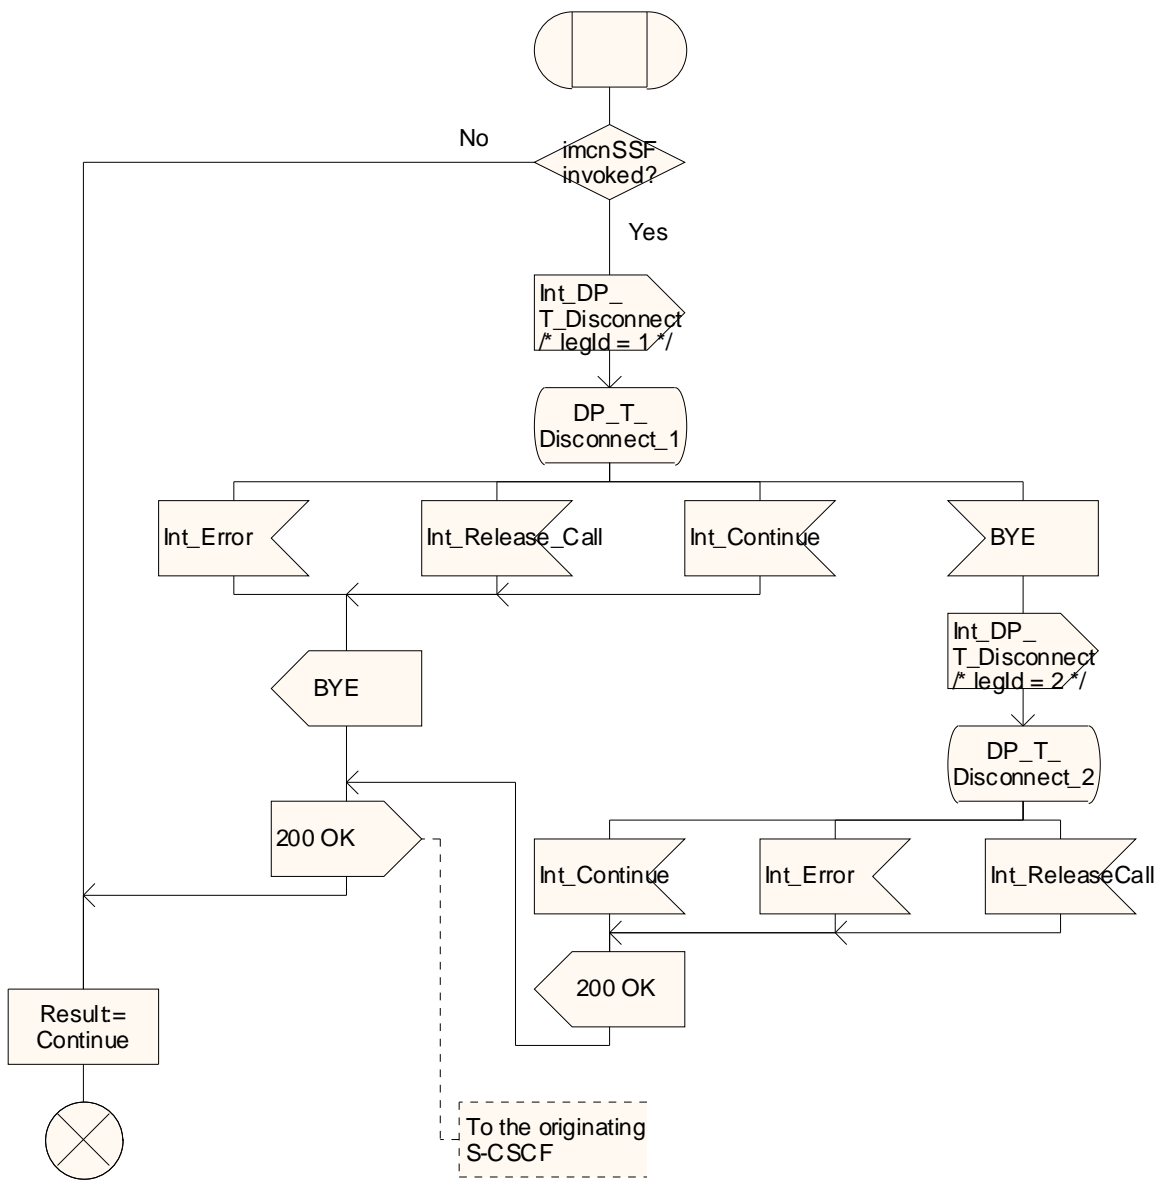 No
imcnSSF
invoked?
Yes
Int_DP_
T_Disconnect
/* legId = 1 */
DP_T_
Disconnect_1
Int_Error
Int_Release_Call
Int_Continue
BYE
Int_DP_
T_Disconnect
/* legId = 2 */
BYE
DP_T_
Disconnect_2
200 OK
Int_Continue
Int_Error
Int_ReleaseCall
200 OK
Result=
Continue
To the originating
S-CSCF